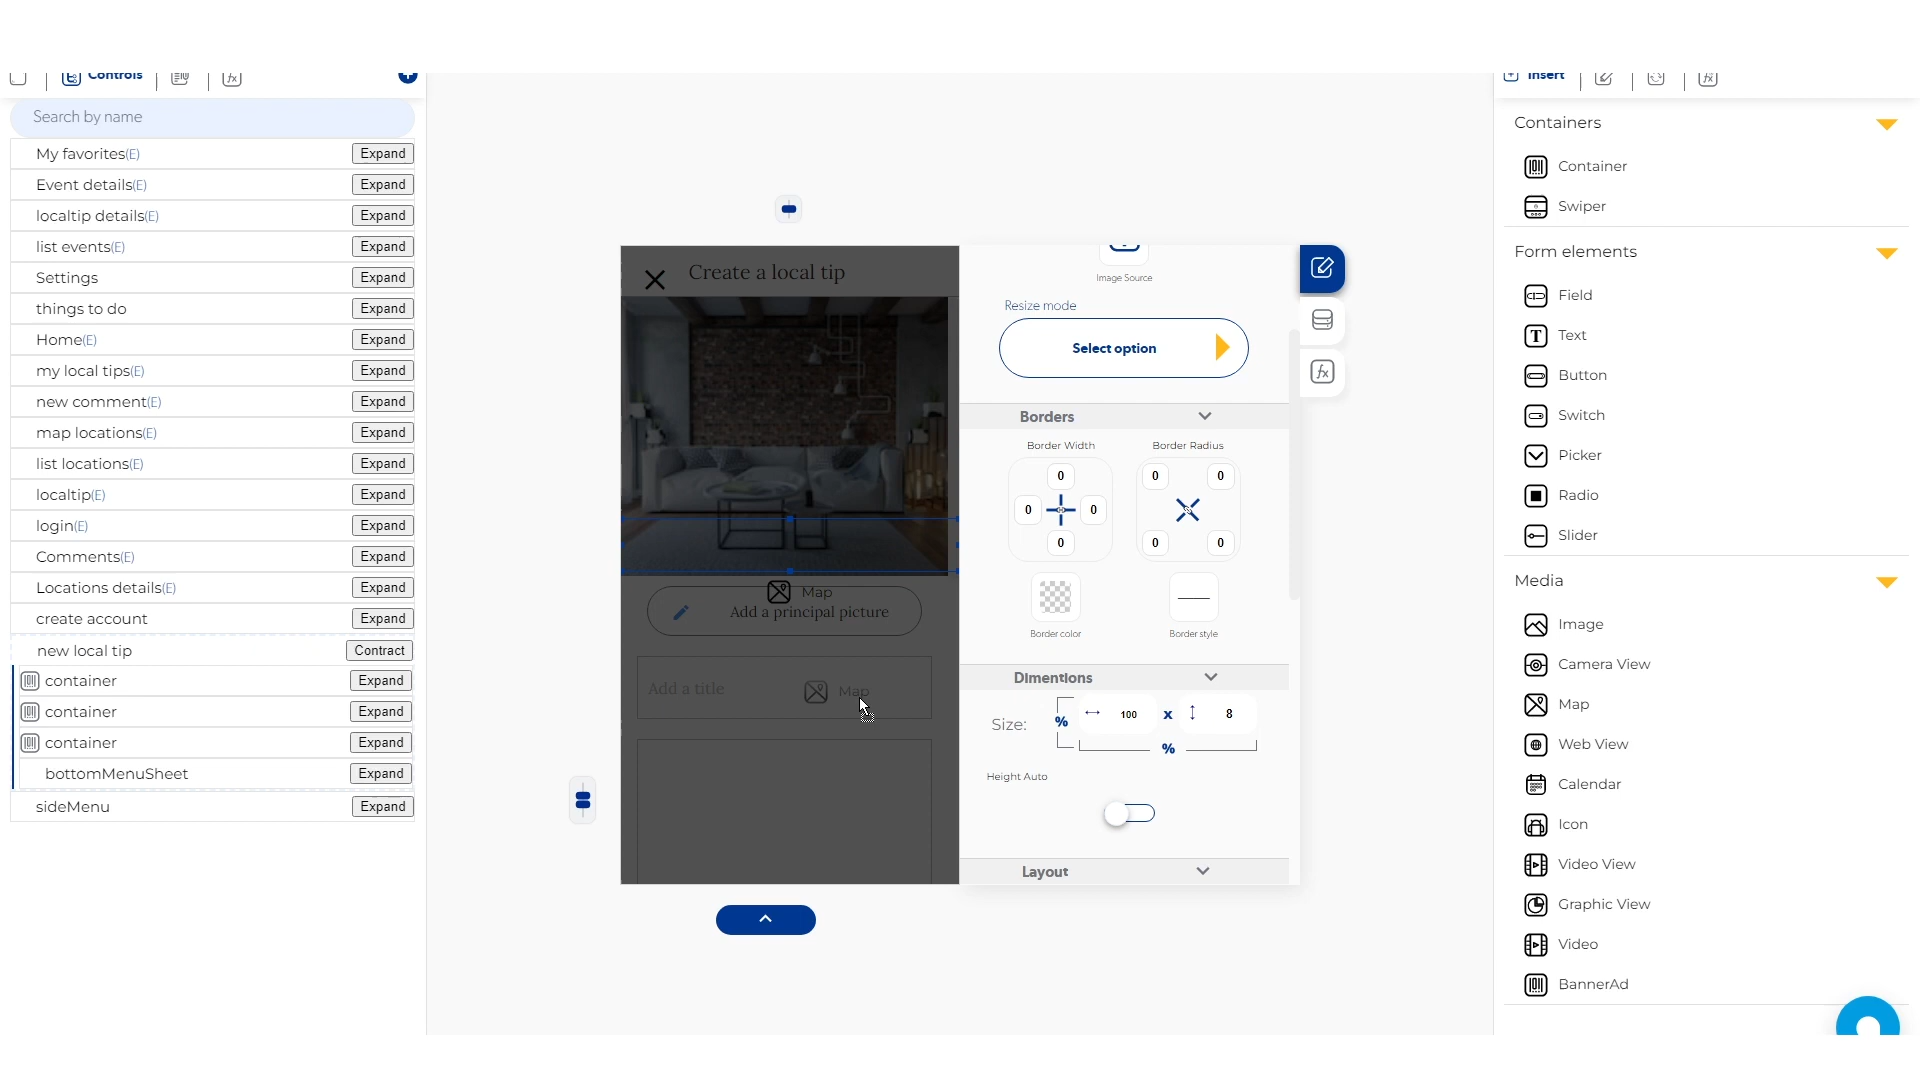 Controls
Search by name
My favorites(E) Expand
Event details(E) Expand
localtip details(E) Expand
list events(E) Expand
Settings Expand
things to do Expand
Home(E) Expand
my local tips(E) Expand
new comment(E) Expand
map locations(E) Expand
list locations(E) Expand
localtip(E) Expand
login(E) Expand
Comments(E) Expand
Locations details(E) Expand
create account Expand
new local tip Contract
container Expand
container Expand
container Expand
bottomMenuSheet Expand
sideMenu Expand
Create a local tip
Map
Add a principal picture
Add a title
Map
Image Source
Resize mode
Select option
Borders
Border Width Border Radius
0 0 0
0 0
0 0 0
Border color Border style
Dimentions
Size: % 100 x 8
%
Height Auto
Layout
fx
Insert
Containers
Container
Swiper
Form elements
Field
Text
Button
Switch
Picker
Radio
Slider
Media
Image
Camera View
Map
Web View
Calendar
Icon
Video View
Graphic View
Video
BannerAd